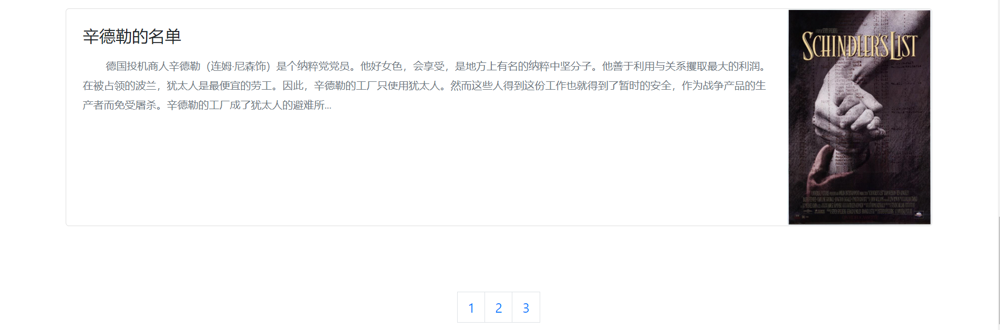 辛德勒的名单
德国投机商人辛德勒（连姆·尼森饰）是个纳粹党党员。他好女色，会享受，是地方上有名的纳粹中坚分子。他善于利用与关系攫取最大的利润。
在被占领的波兰，犹太人是最便宜的劳工。因此，辛德勒的工厂只使用犹太人。然而这些人得到这份工作也就得到了暂时的安全，作为战争产品的生
产者而免受屠杀。辛德勒的工厂成了犹太人的避难所...
SCHINDLER'S LIST
1 2 3